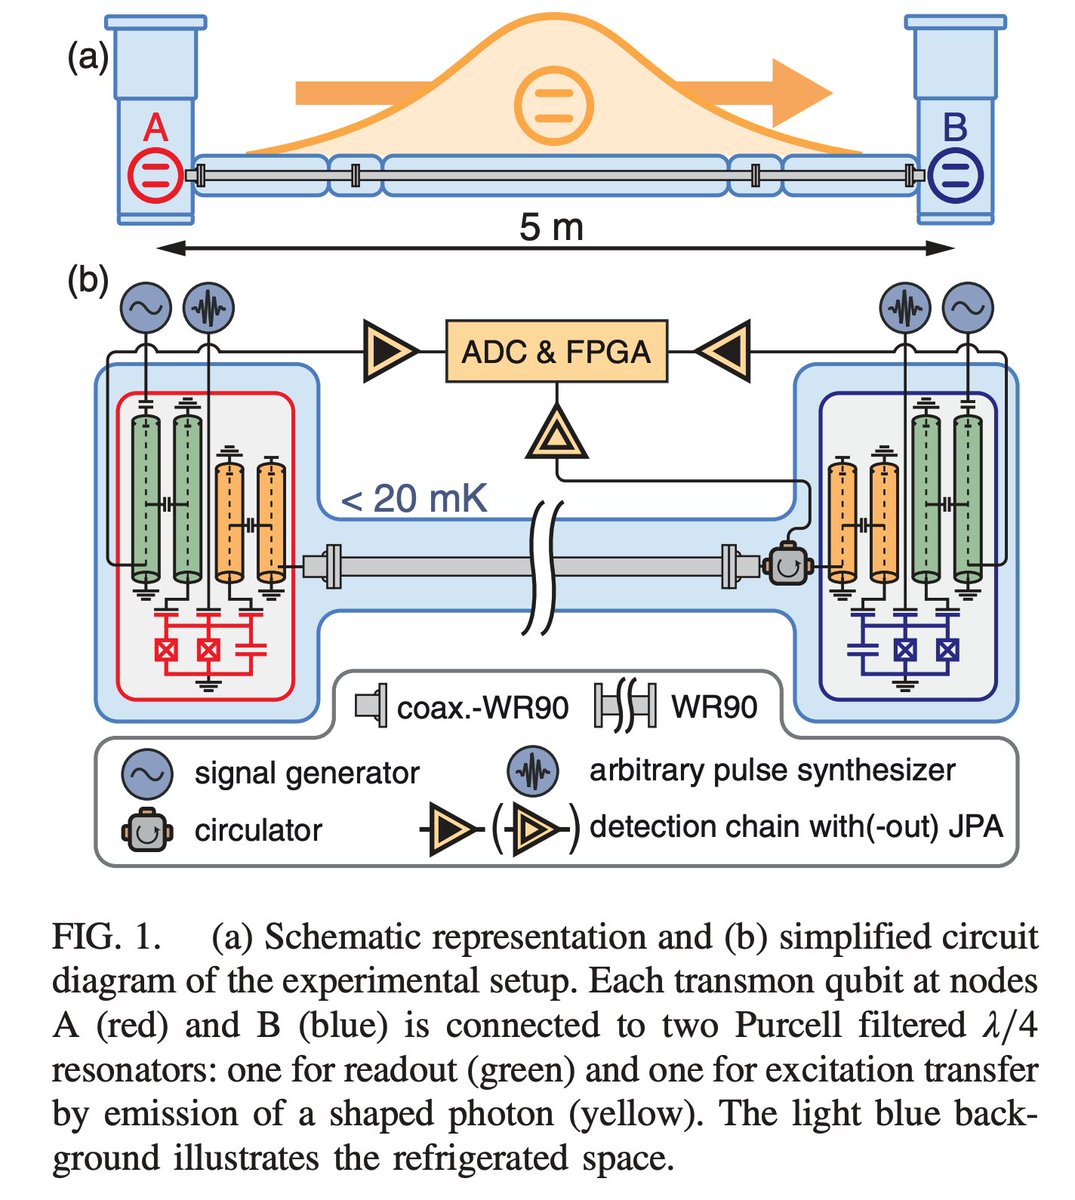 (a)
A
B
5 m
(b)
ADC & FPGA
< 20 mK
coax.-WR90
WR90
signal generator
arbitrary pulse synthesizer
circulator
( ) detection chain with(-out) JPA
FIG. 1. (a) Schematic representation and (b) simplified circuit
diagram of the experimental setup. Each transmon qubit at nodes
A (red) and B (blue) is connected to two Purcell filtered λ/4
resonators: one for readout (green) and one for excitation transfer
by emission of a shaped photon (yellow). The light blue back-
ground illustrates the refrigerated space.